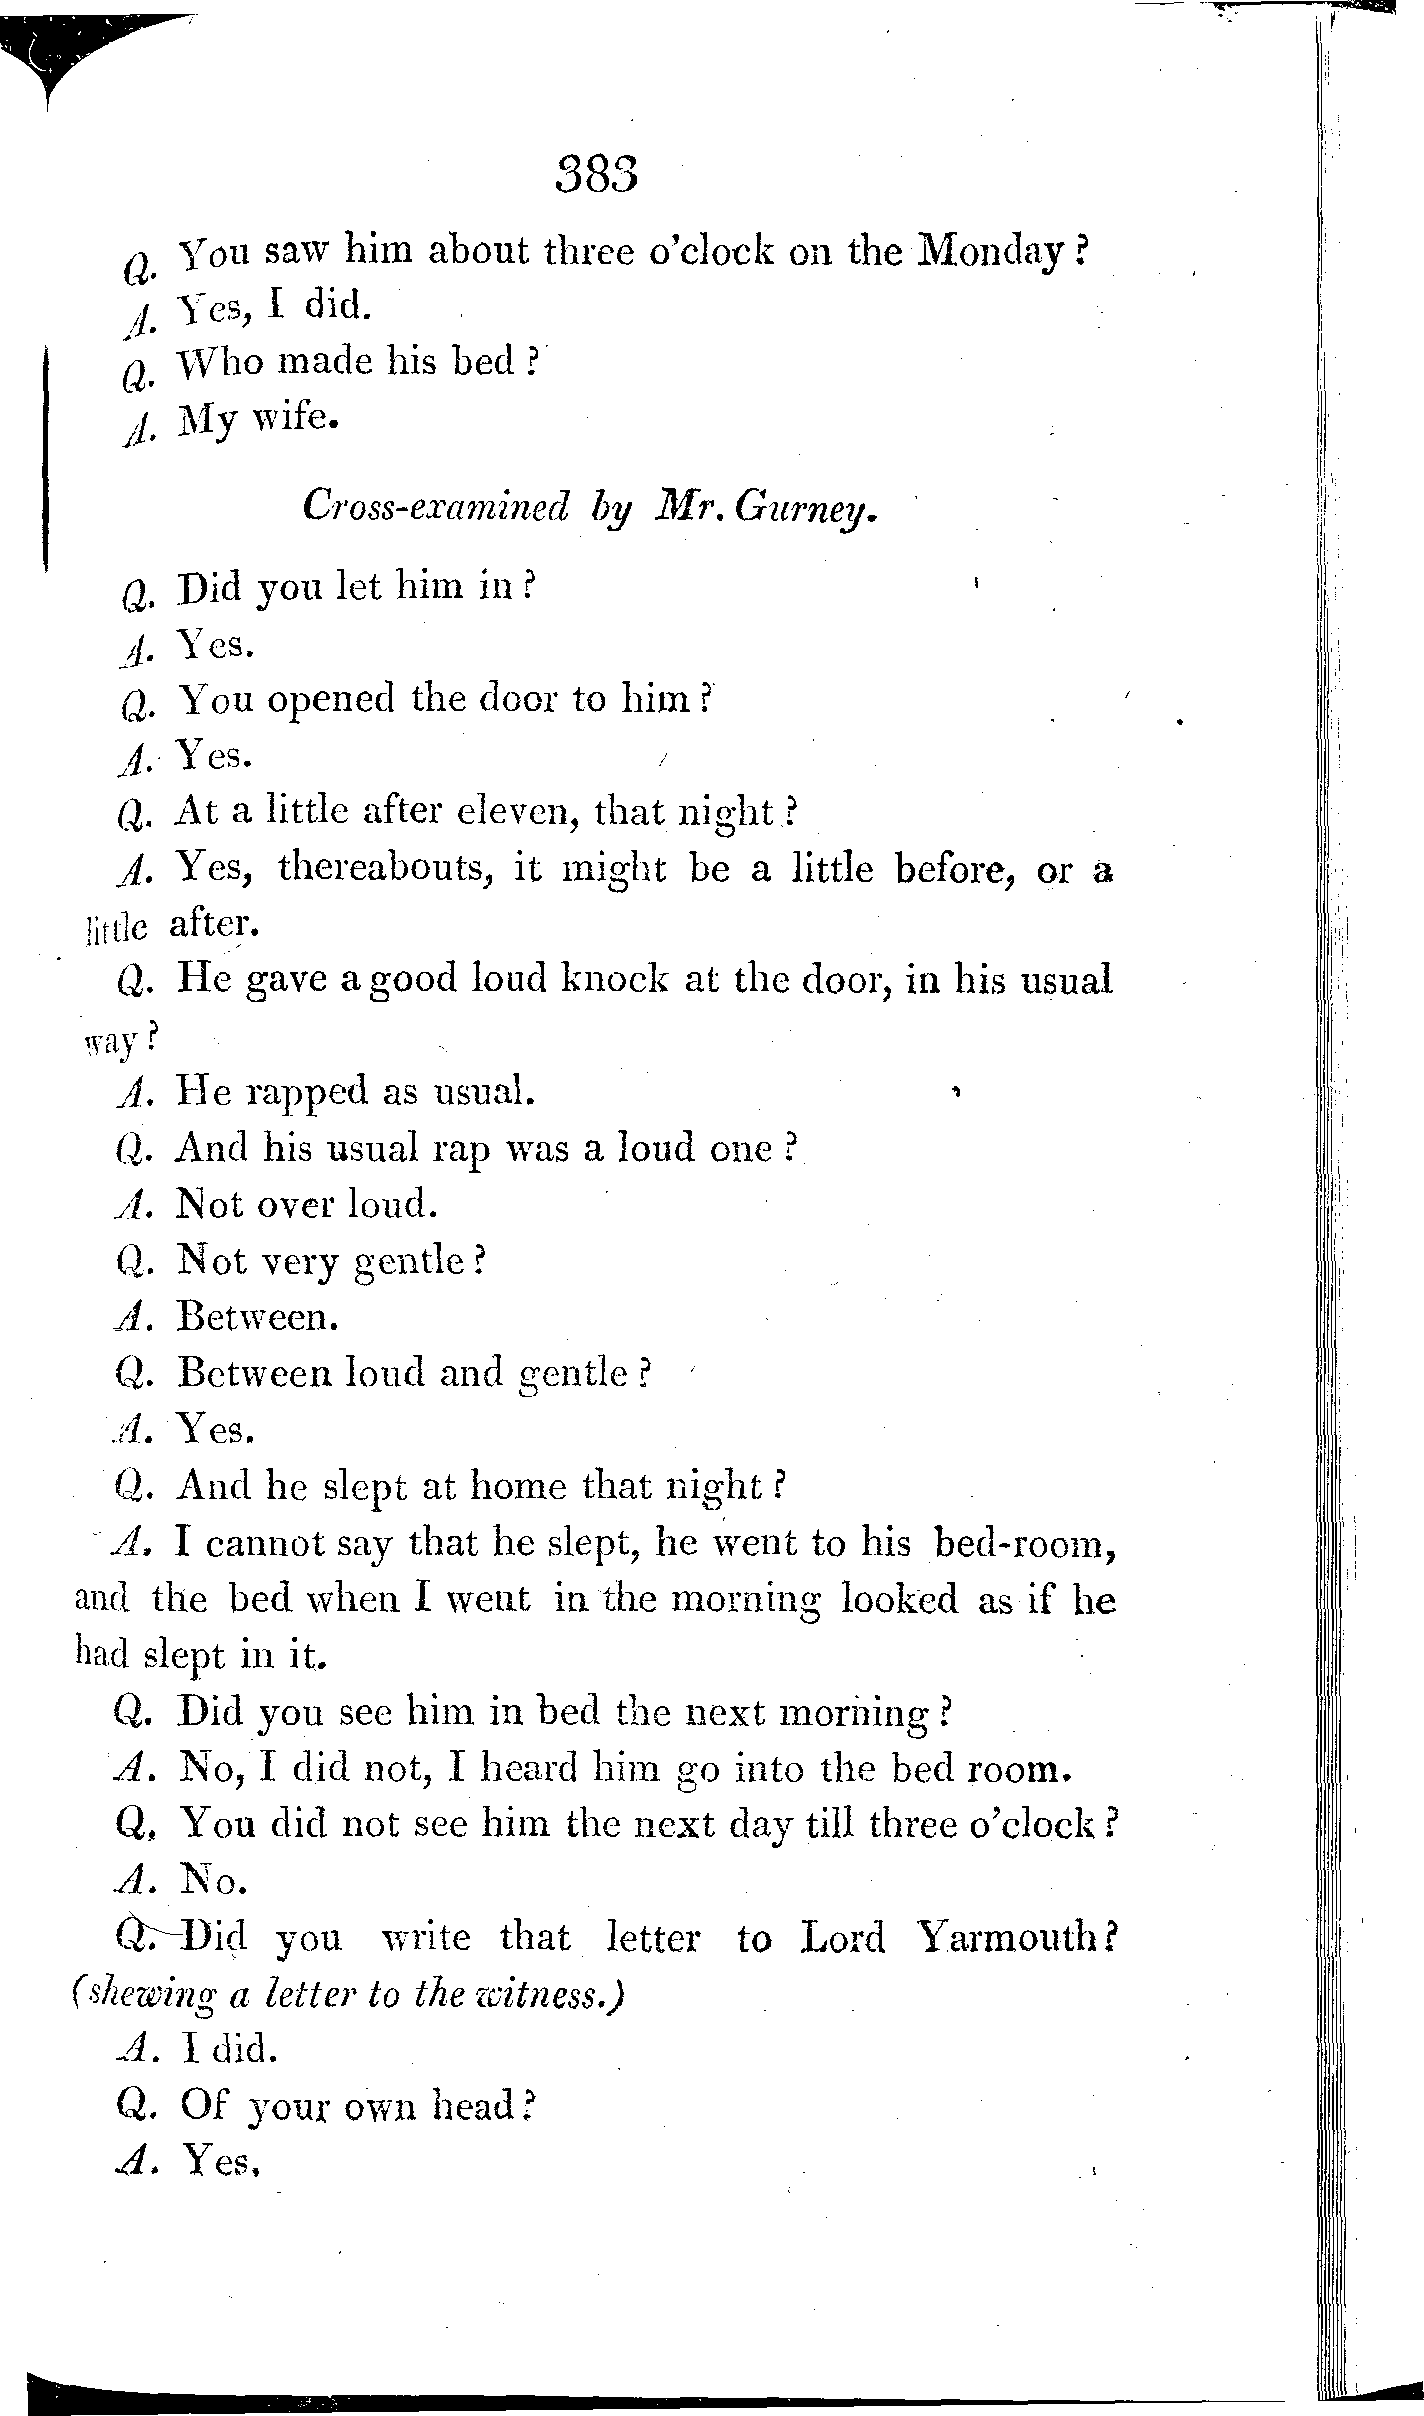 383
Q. You saw him about three o'clock on the Monday?
A. Yes, I did.
Q. Who made his bed?
A. My wife.
Cross-examined by Mr. Gurney.
Q. Did you let him in?
A. Yes.
Q. You opened the door to him?
A. Yes.
Q. At a little after eleven, that night?
A. Yes, thereabouts, it might be a little before, or a
little after.
Q. He gave a good loud knock at the door, in his usual
way?
A. He rapped as usual.
Q. And his usual rap was a loud one?
A. Not over loud.
Q. Not very gentle?
A. Between.
Q. Between loud and gentle?
A. Yes.
Q. And he slept at home that night?
A. I cannot say that he slept, he went to his bed-room,
and the bed when I went in the morning looked as if he
had slept in it.
Q. Did you see him in bed the next morning?
A. No, I did not, I heard him go into the bed room.
Q. You did not see him the next day till three o'clock?
A. No.
Q. Did you write that letter to Lord Yarmouth?
(shewing a letter to the witness.)
A. I did.
Q. Of your own head?
A. Yes.